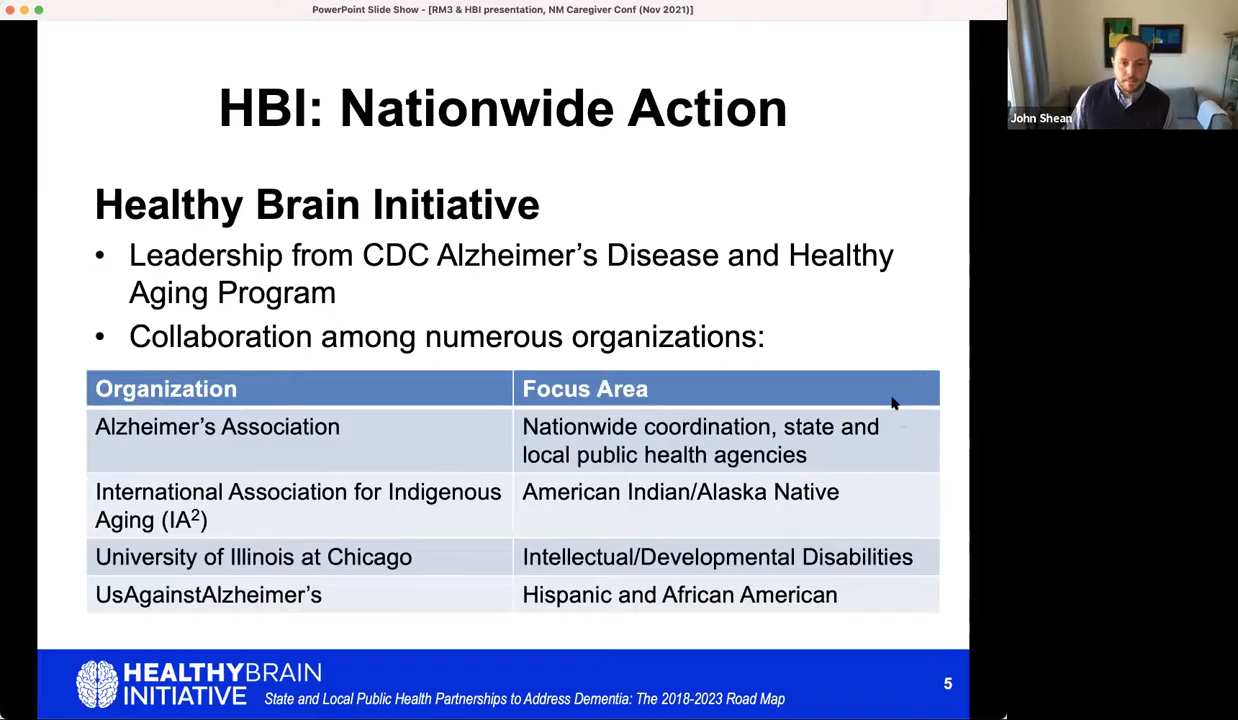 PowerPoint Slide Show - [RM3 & HBI presentation, NM Caregiver Conf (Nov 2021)]
John Shean
HBI: Nationwide Action
Healthy Brain Initiative
• Leadership from CDC Alzheimer’s Disease and Healthy
Aging Program
• Collaboration among numerous organizations:
Organization Focus Area
Alzheimer’s Association Nationwide coordination, state and
local public health agencies
International Association for Indigenous American Indian/Alaska Native
Aging (IA²)
University of Illinois at Chicago Intellectual/Developmental Disabilities
UsAgainstAlzheimer’s Hispanic and African American
HEALTHYBRAIN
INITIATIVE State and Local Public Health Partnerships to Address Dementia: The 2018-2023 Road Map
5